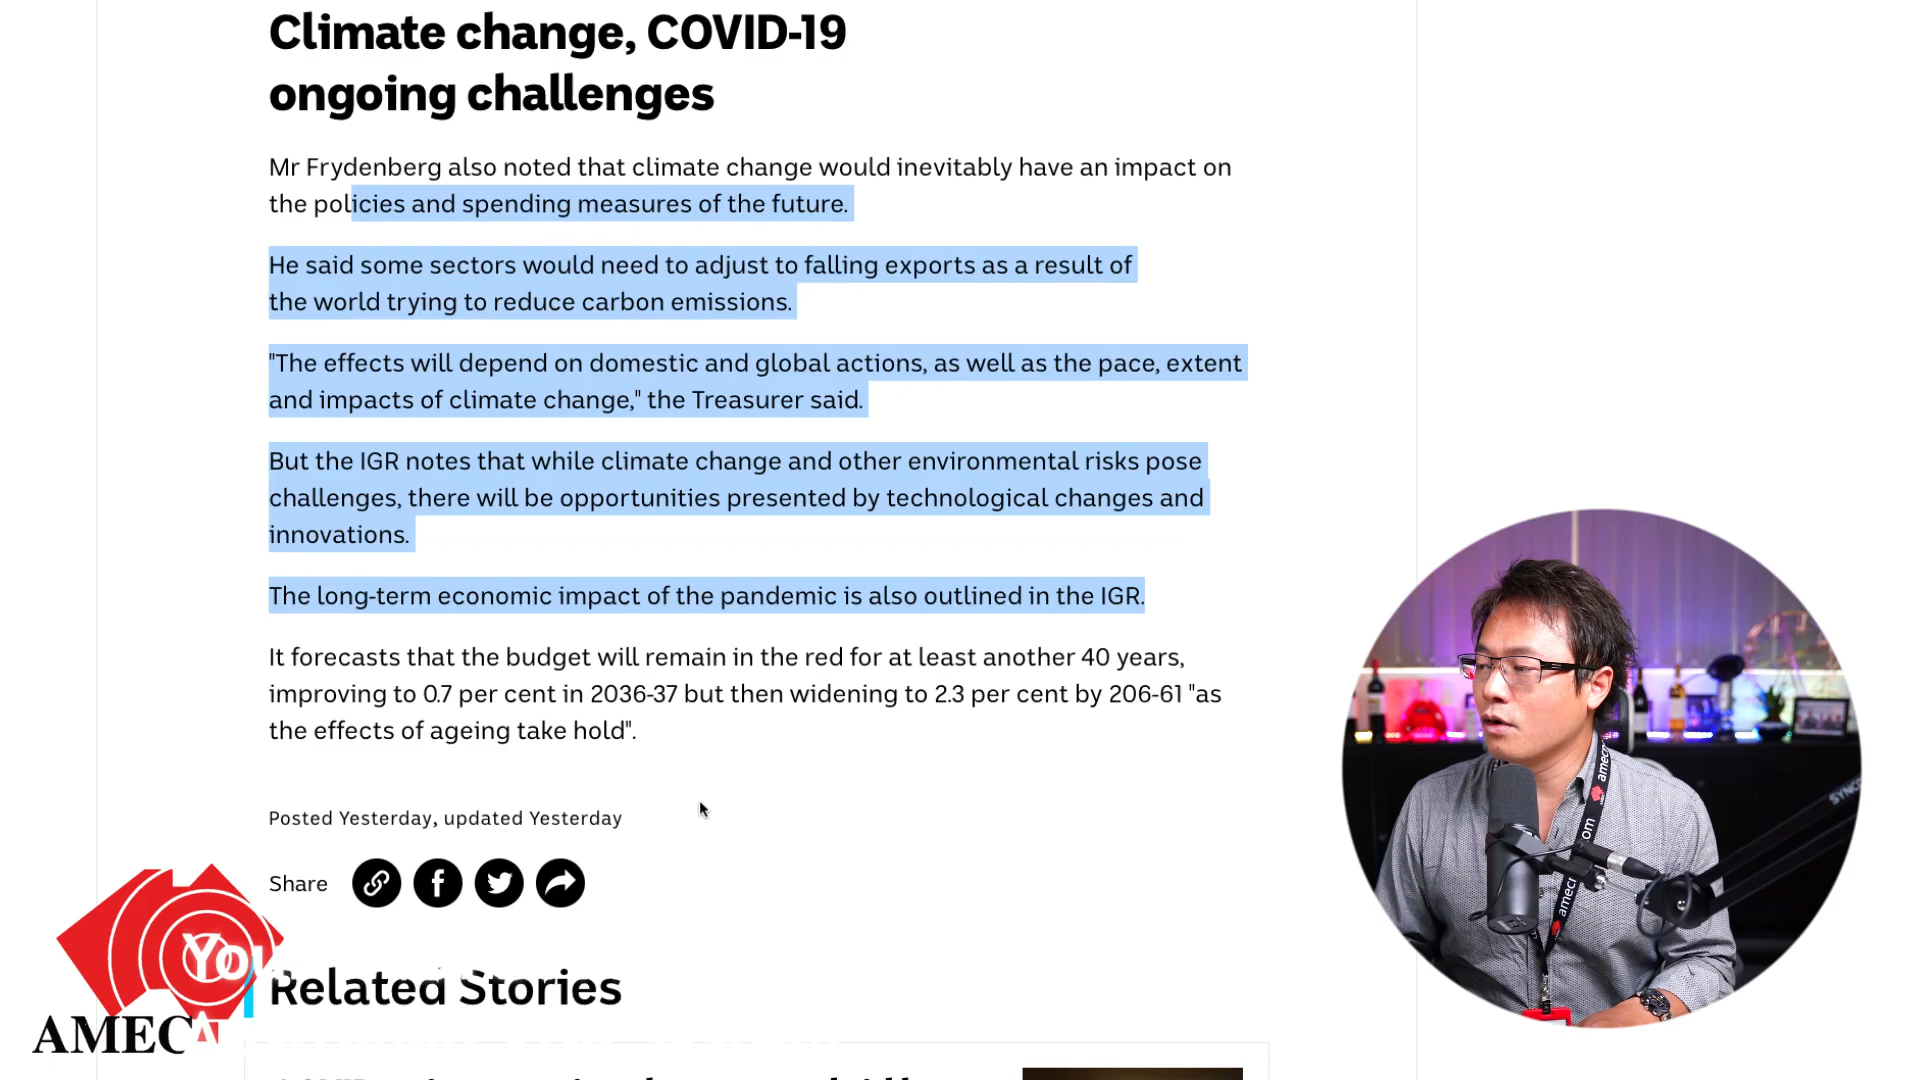 Climate change, COVID-19
ongoing challenges
Mr Frydenberg also noted that climate change would inevitably have an impact on
the policies and spending measures of the future.
He said some sectors would need to adjust to falling exports as a result of
the world trying to reduce carbon emissions.
"The effects will depend on domestic and global actions, as well as the pace, extent
and impacts of climate change," the Treasurer said.
But the IGR notes that while climate change and other environmental risks pose
challenges, there will be opportunities presented by technological changes and
innovations.
The long-term economic impact of the pandemic is also outlined in the IGR.
It forecasts that the budget will remain in the red for at least another 40 years,
improving to 0.7 per cent in 2036-37 but then widening to 2.3 per cent by 206-61 "as
the effects of ageing take hold".
Posted Yesterday, updated Yesterday
Share
Related Stories